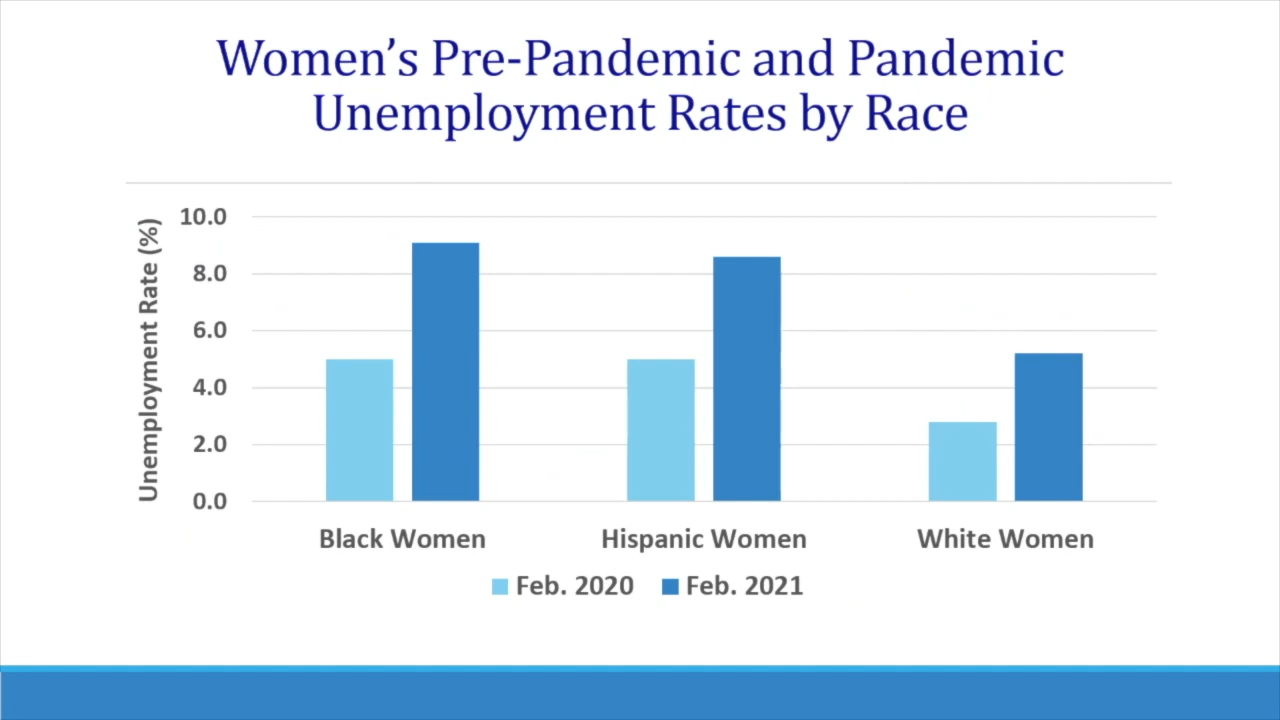 Women’s Pre-Pandemic and Pandemic
Unemployment Rates by Race
Unemployment Rate (%)
10.0
8.0
6.0
4.0
2.0
0.0
Black Women
Hispanic Women
White Women
Feb. 2020
Feb. 2021